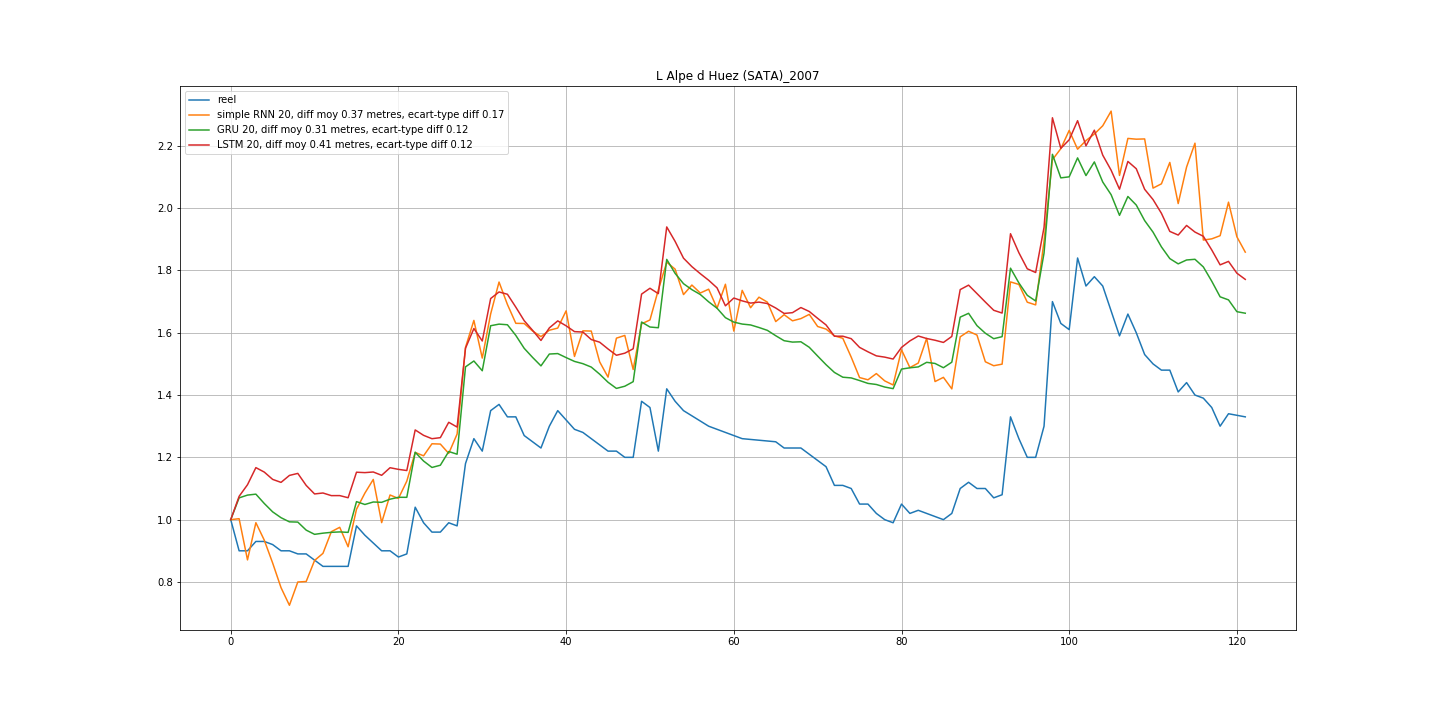 L Alpe d Huez (SATA)_2007
reel
simple RNN 20, diff moy 0.37 metres, ecart-type diff 0.17
GRU 20, diff moy 0.31 metres, ecart-type diff 0.12
LSTM 20, diff moy 0.41 metres, ecart-type diff 0.12
2.2
2.0
1.8
1.6
1.4
1.2
1.0
0.8
0 20 40 60 80 100 120